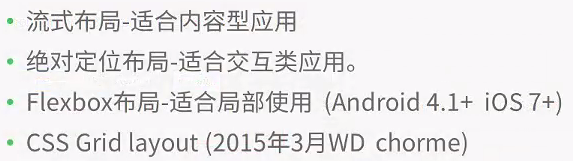 流式布局-适合内容型应用
绝对定位布局-适合交互类应用。
Flexbox布局-适合局部使用 (Android 4.1+ iOS 7+)
CSS Grid layout (2015年3月WD chorme)